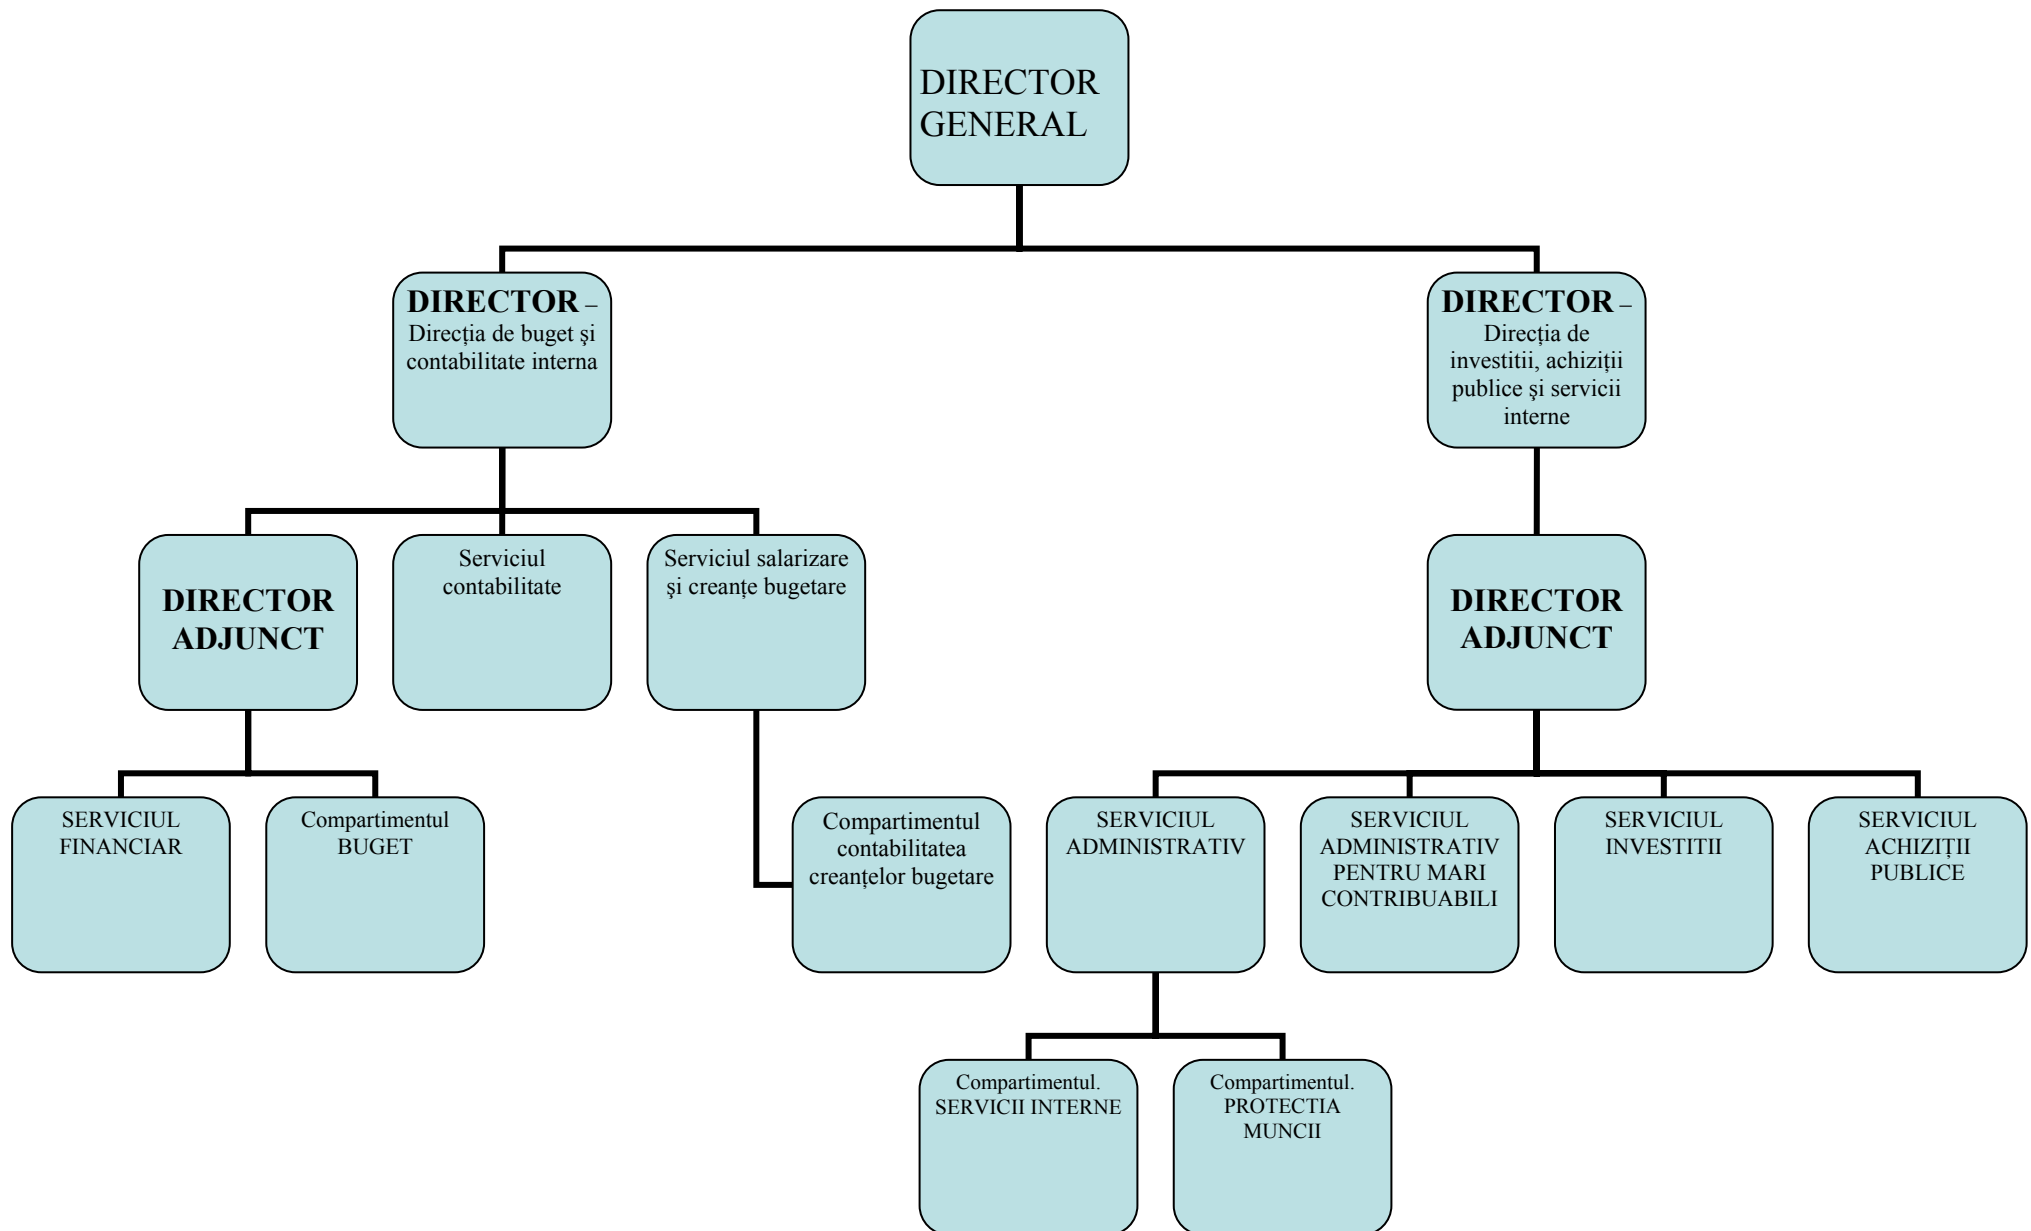 DIRECTOR
GENERAL
DIRECTOR –
Direcția de buget şi
contabilitate interna
DIRECTOR –
Direcția de
investitii, achiziții
publice şi servicii
interne
DIRECTOR
ADJUNCT
Serviciul
contabilitate
Serviciul salarizare
şi creanțe bugetare
DIRECTOR
ADJUNCT
SERVICIUL
FINANCIAR
Compartimentul
BUGET
Compartimentul
contabilitatea
creanțelor bugetare
SERVICIUL
ADMINISTRATIV
SERVICIUL
ADMINISTRATIV
PENTRU MARI
CONTRIBUABILI
SERVICIUL
INVESTITII
SERVICIUL
ACHIZIȚII
PUBLICE
Compartimentul.
SERVICII INTERNE
Compartimentul.
PROTECTIA
MUNCII